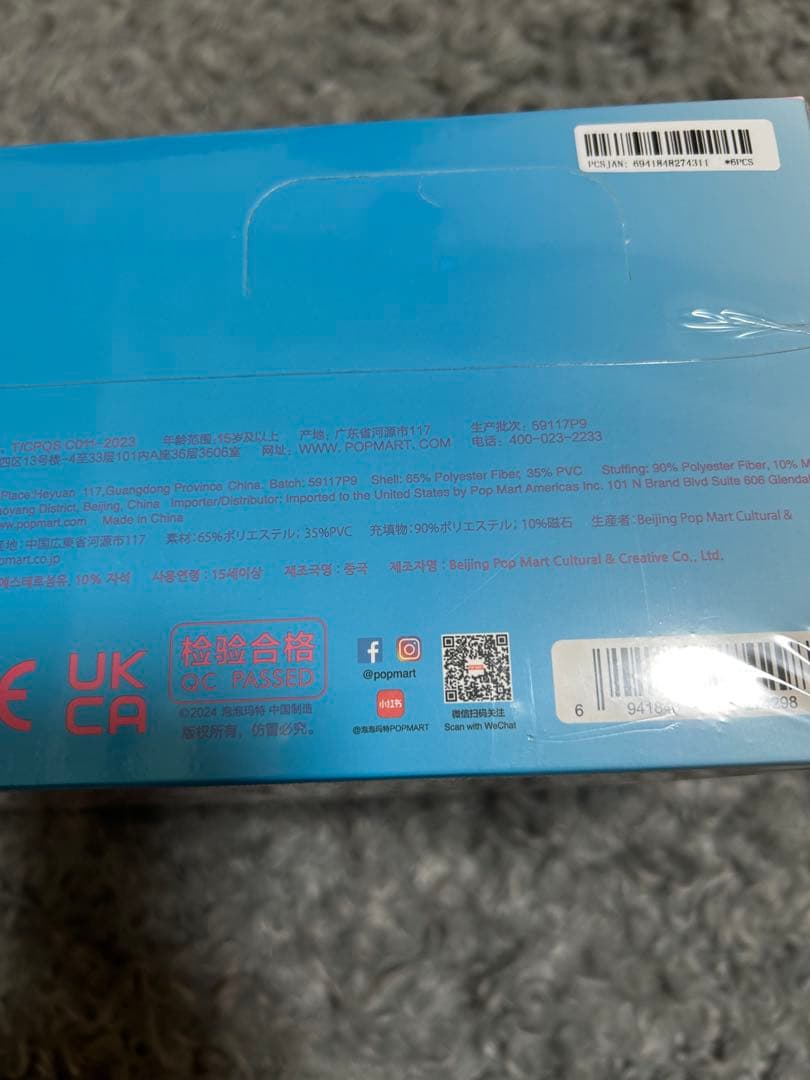 PCSJAN: 6941848274311 *6PCS
T/CPQS C011-2023 年龄范围:15岁及以上 产地: 广东省河源市117 生产批次: 59117P9
四区13号楼-4至33层101内A座36层3606室 网址: WWW. POPMART. COM 电话: 400-023-2233
Place:Heyuan 117,Guangdong Province China. Batch: 59117P9 Shell: 65% Polyester Fiber, 35% PVC Stuffing: 90% Polyester Fiber, 10% M
District, Beijing, China Importer/Distributor: Imported to the United States by Pop Mart Americas Inc. 101 N Brand Blvd Suite 606 Glendal
www.popmart.com Made in China
産地: 中国広東省河源市117 素材: 65%ポリエステル; 35%PVC 充填物: 90%ポリエステル; 10%磁石 生産者: Beijing Pop Mart Cultural &
pmart.co.jp
에스테르섬유, 10% 자석 사용연령 : 15세이상 제조국명 : 중국 제조자명 : Beijing Pop Mart Cultural & Creative Co., Ltd.
UK
CA
检验合格
QC PASSED
©2024 泡泡玛特 中国制造
版权所有，仿冒必究。
@popmart
小红书
@泡泡玛特POPMART
微信扫码关注
Scan with WeChat
6 94184 298